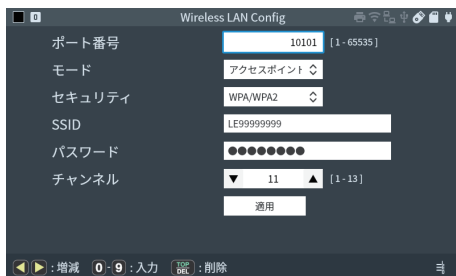 0 Wireless LAN Config
ポート番号 10101 [1-65535]
モード アクセスポイント
セキュリティ WPA/WPA2
SSID LE99999999
パスワード ●●●●●●●●
チャンネル ▼ 11 ▲ [1-13]
適用
◀ ▶ : 増減 0 - 9 : 入力 TOP DEL : 削除